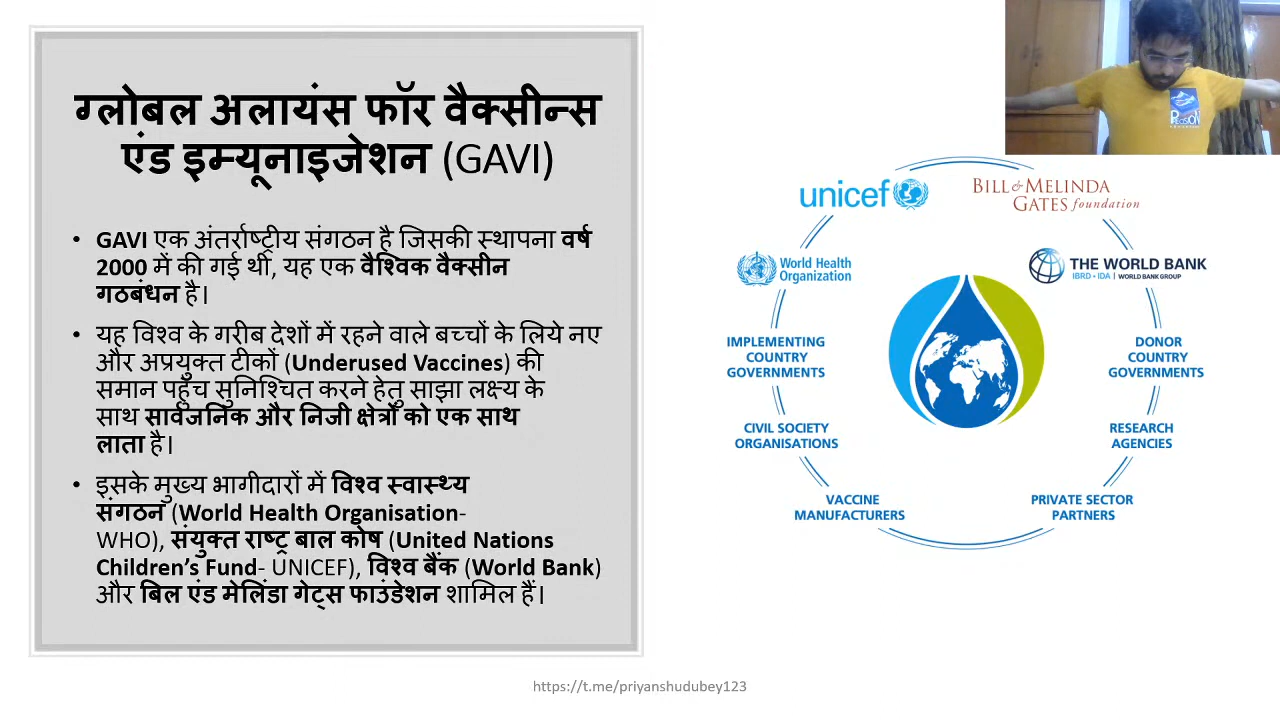 ग्लोबल अलायंस फॉर वैक्सीन्स
एंड इम्यूनाइजेशन (GAVI)
• GAVI एक अंतर्राष्ट्रीय संगठन है जिसकी स्थापना वर्ष
2000 में की गई थी, यह एक वैश्विक वैक्सीन
गठबंधन है।
• यह विश्व के गरीब देशों में रहने वाले बच्चों के लिये नए
और अप्रयुक्त टीकों (Underused Vaccines) की
समान पहुँच सुनिश्चित करने हेतु साझा लक्ष्य के
साथ सार्वजनिक और निजी क्षेत्रों को एक साथ
लाता है।
• इसके मुख्य भागीदारों में विश्व स्वास्थ्य
संगठन (World Health Organisation-
WHO), संयुक्त राष्ट्र बाल कोष (United Nations
Children's Fund- UNICEF), विश्व बैंक (World Bank)
और बिल एंड मेलिंडा गेट्स फाउंडेशन शामिल हैं।
unicef
BILL & MELINDA
GATES foundation
World Health
Organization
THE WORLD BANK
IBRD • IDA | WORLD BANK GROUP
IMPLEMENTING
COUNTRY
GOVERNMENTS
DONOR
COUNTRY
GOVERNMENTS
CIVIL SOCIETY
ORGANISATIONS
RESEARCH
AGENCIES
VACCINE
MANUFACTURERS
PRIVATE SECTOR
PARTNERS
https://t.me/priyanshudubey123